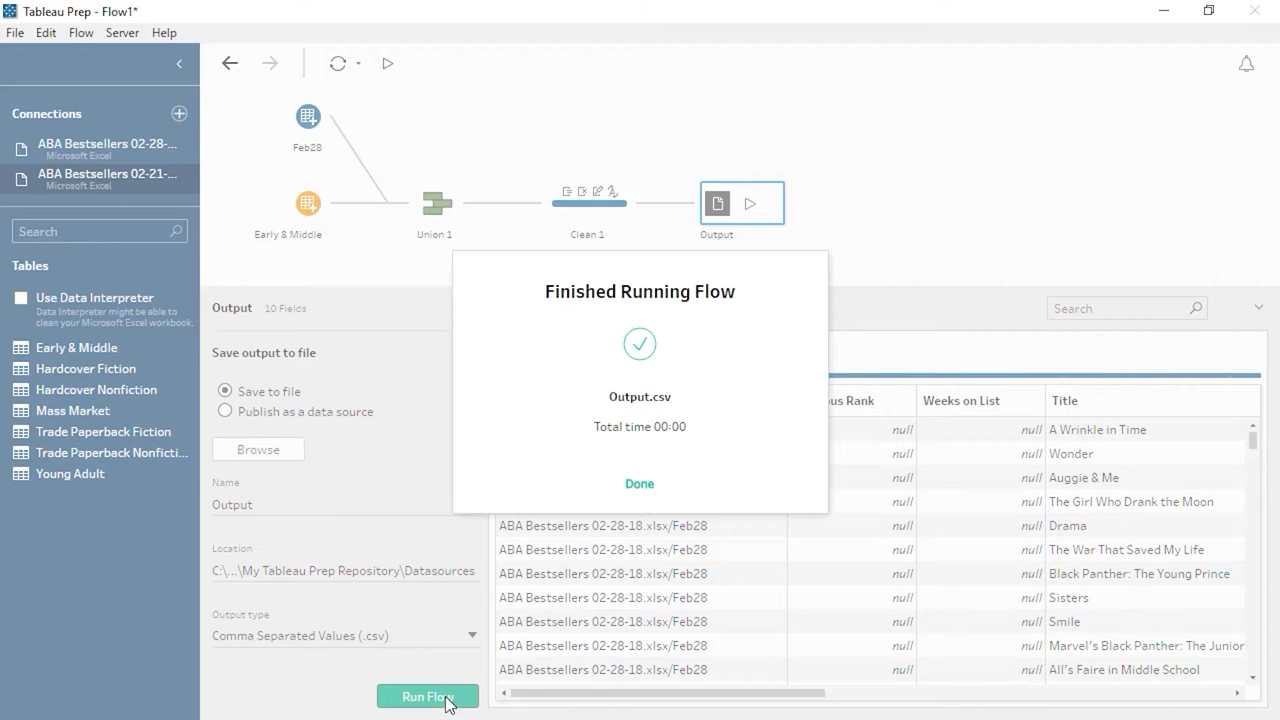 Tableau Prep - Flow1*
File Edit Flow Server Help
Connections
ABA Bestsellers 02-28-...
Microsoft Excel
ABA Bestsellers 02-21-...
Microsoft Excel
Search
Tables
Use Data Interpreter
Data Interpreter might be able to
clean your Microsoft Excel workbook.
Early & Middle
Hardcover Fiction
Hardcover Nonfiction
Mass Market
Trade Paperback Fiction
Trade Paperback Nonficti...
Young Adult
Feb28
Early & Middle
Union 1
Clean 1
Output
Output 10 Fields
Save output to file
Save to file
Publish as a data source
Browse
Name
Output
Location
C:\...\My Tableau Prep Repository\Datasources
Output type
Comma Separated Values (.csv)
Run Flow
Finished Running Flow
Output.csv
Total time 00:00
Done
Search
us Rank Weeks on List Title
null null A Wrinkle in Time
null null Wonder
null null Auggie & Me
null null The Girl Who Drank the Moon
ABA Bestsellers 02-28-18.xlsx/Feb28 null null Drama
ABA Bestsellers 02-28-18.xlsx/Feb28 null null The War That Saved My Life
ABA Bestsellers 02-28-18.xlsx/Feb28 null null Black Panther: The Young Prince
ABA Bestsellers 02-28-18.xlsx/Feb28 null null Sisters
ABA Bestsellers 02-28-18.xlsx/Feb28 null null Smile
ABA Bestsellers 02-28-18.xlsx/Feb28 null null Marvel's Black Panther: The Junior
ABA Bestsellers 02-28-18.xlsx/Feb28 null null All's Faire in Middle School